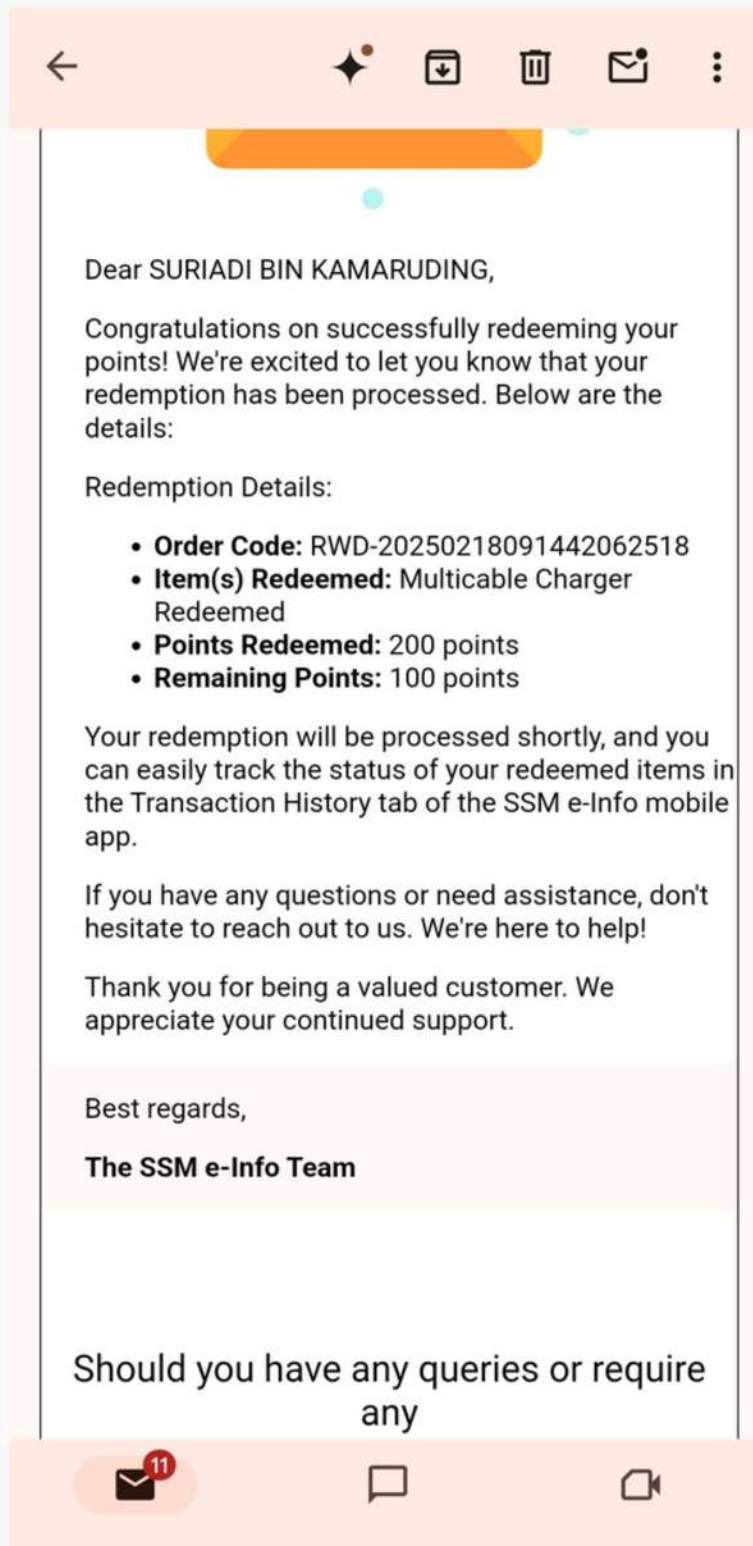 Dear SURIADI BIN KAMARUDING,
Congratulations on successfully redeeming your
points! We're excited to let you know that your
redemption has been processed. Below are the
details:
Redemption Details:
• Order Code: RWD-20250218091442062518
• Item(s) Redeemed: Multicable Charger
Redeemed
• Points Redeemed: 200 points
• Remaining Points: 100 points
Your redemption will be processed shortly, and you
can easily track the status of your redeemed items in
the Transaction History tab of the SSM e-Info mobile
app.
If you have any questions or need assistance, don't
hesitate to reach out to us. We're here to help!
Thank you for being a valued customer. We
appreciate your continued support.
Best regards,
The SSM e-Info Team
Should you have any queries or require
any
11